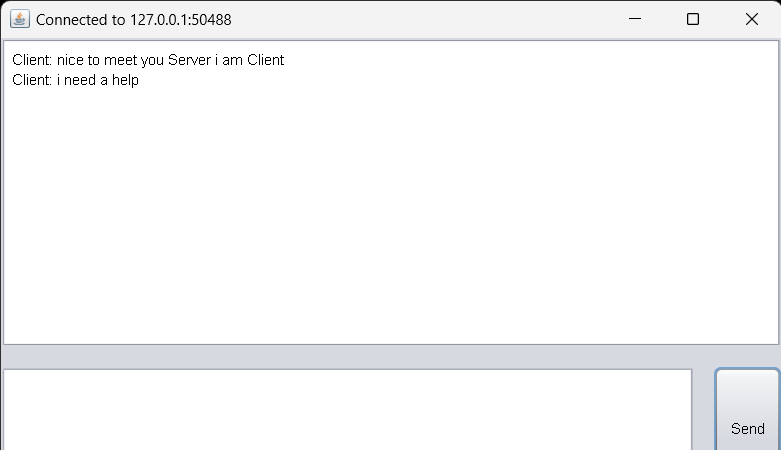 Connected to 127.0.0.1:50488
Client: nice to meet you Server i am Client
Client: i need a help
Send